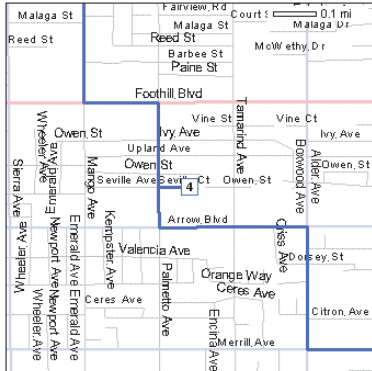 Fairview, Rd
Malaga St
Court S
0.1 mi
Malaga Dr
Reed St
Reed St
McWethy, Dr
Barbee St
Paine St
Foothill, Blvd
Vine St
Vine Ct
Owen, St
Ivy, Ave
Ivy, Ave
Upland Ave
Owen St
Owen, St
Seville Ave
Seville Ct
Owen, St
4
Wheeler, Ave
Emerald Ave
Mango Ave
Tamarind Ave
Boxwood Ave
Alder Ave
Sierra Ave
Arrow, Blvd
Criss Ave
Kempster Ave
Valencia Ave
Dorsey, St
Wheeler Ave
Newport Ave
Emerald Ave
Orange Way
Ceres Ave
Ceres Ave
Palmetto Ave
Citron, Ave
Wheeler, Ave
Newport Ave
Emerald Ave
Encina Ave
Merrill, Ave